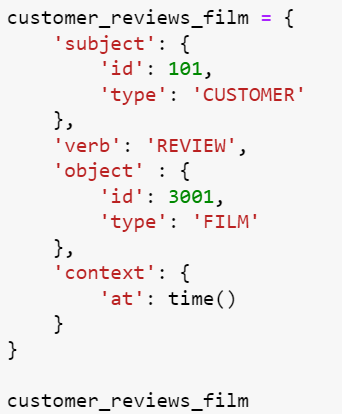 customer_reviews_film = {
    'subject': {
        'id': 101,
        'type': 'CUSTOMER'
    },
    'verb': 'REVIEW',
    'object' : {
        'id': 3001,
        'type': 'FILM'
    },
    'context': {
        'at': time()
    }
}

customer_reviews_film